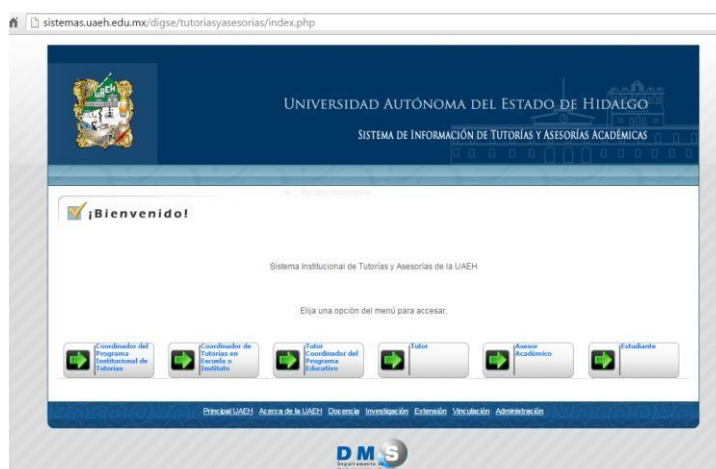 sistemas.uaeh.edu.mx/digse/tutoriasyasesorias/index.php
UAEH
UNIVERSIDAD AUTÓNOMA DEL ESTADO DE HIDALGO
SISTEMA DE INFORMACIÓN DE TUTORÍAS Y ASESORÍAS ACADÉMICAS
¡Bienvenido!
Sistema Institucional de Tutorías y Asesorías de la UAEH
Elija una opción del menú para accesar.
Coordinador del
Programa
Institucional de
Tutorías
Coordinador de
Tutorías en
Escuela o
Instituto
Tutor
Coordinador del
Programa
Educativo
Tutor
Asesor
Académico
Estudiante
Principal UAEH Acerca de la UAEH Docencia Investigación Extensión Vinculación Administración
DMS
Departamento de